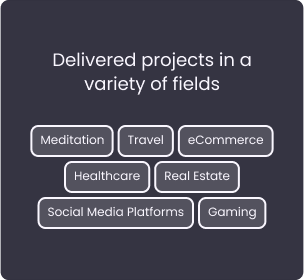 Delivered projects in a
variety of fields
Meditation Travel eCommerce
Healthcare Real Estate
Social Media Platforms Gaming